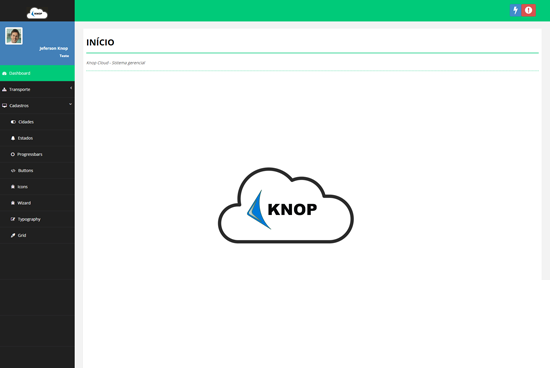 KNOP
Jeferson Knop
Teste
Dashboard
Transporte
Cadastros
Cidades
Estados
Progressbars
Buttons
Icons
Wizard
Typography
Grid
INÍCIO
Knop Cloud - Sistema gerencial
KNOP